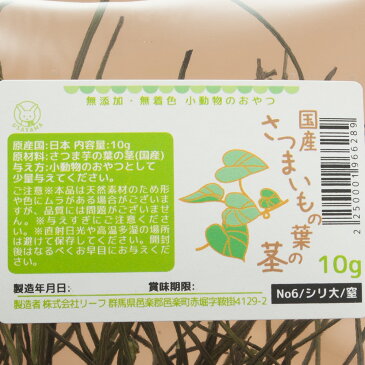 無添加・無着色 小動物のおやつ
国産
さつまいもの葉の茎
原産国:日本 内容量:10g
原材料:さつま芋の葉の茎(国産)
与え方:小動物のおやつとして
少量与えてください。
ご注意※本品は天然素材のため形
や色にムラがある場合がございま
すが、品質には問題がございませ
ん。※与えすぎにご注意くださ
い。※直射日光や高温多湿の場所
は避けて保存してください。開封
後はなるべくお早目にお与えくだ
さい。
10g
2250001966289
No6/シリ大/窒
製造年月日: 賞味期限:
製造者 株式会社リーフ 群馬県邑楽郡邑楽町赤堀字鞍掛4129-2